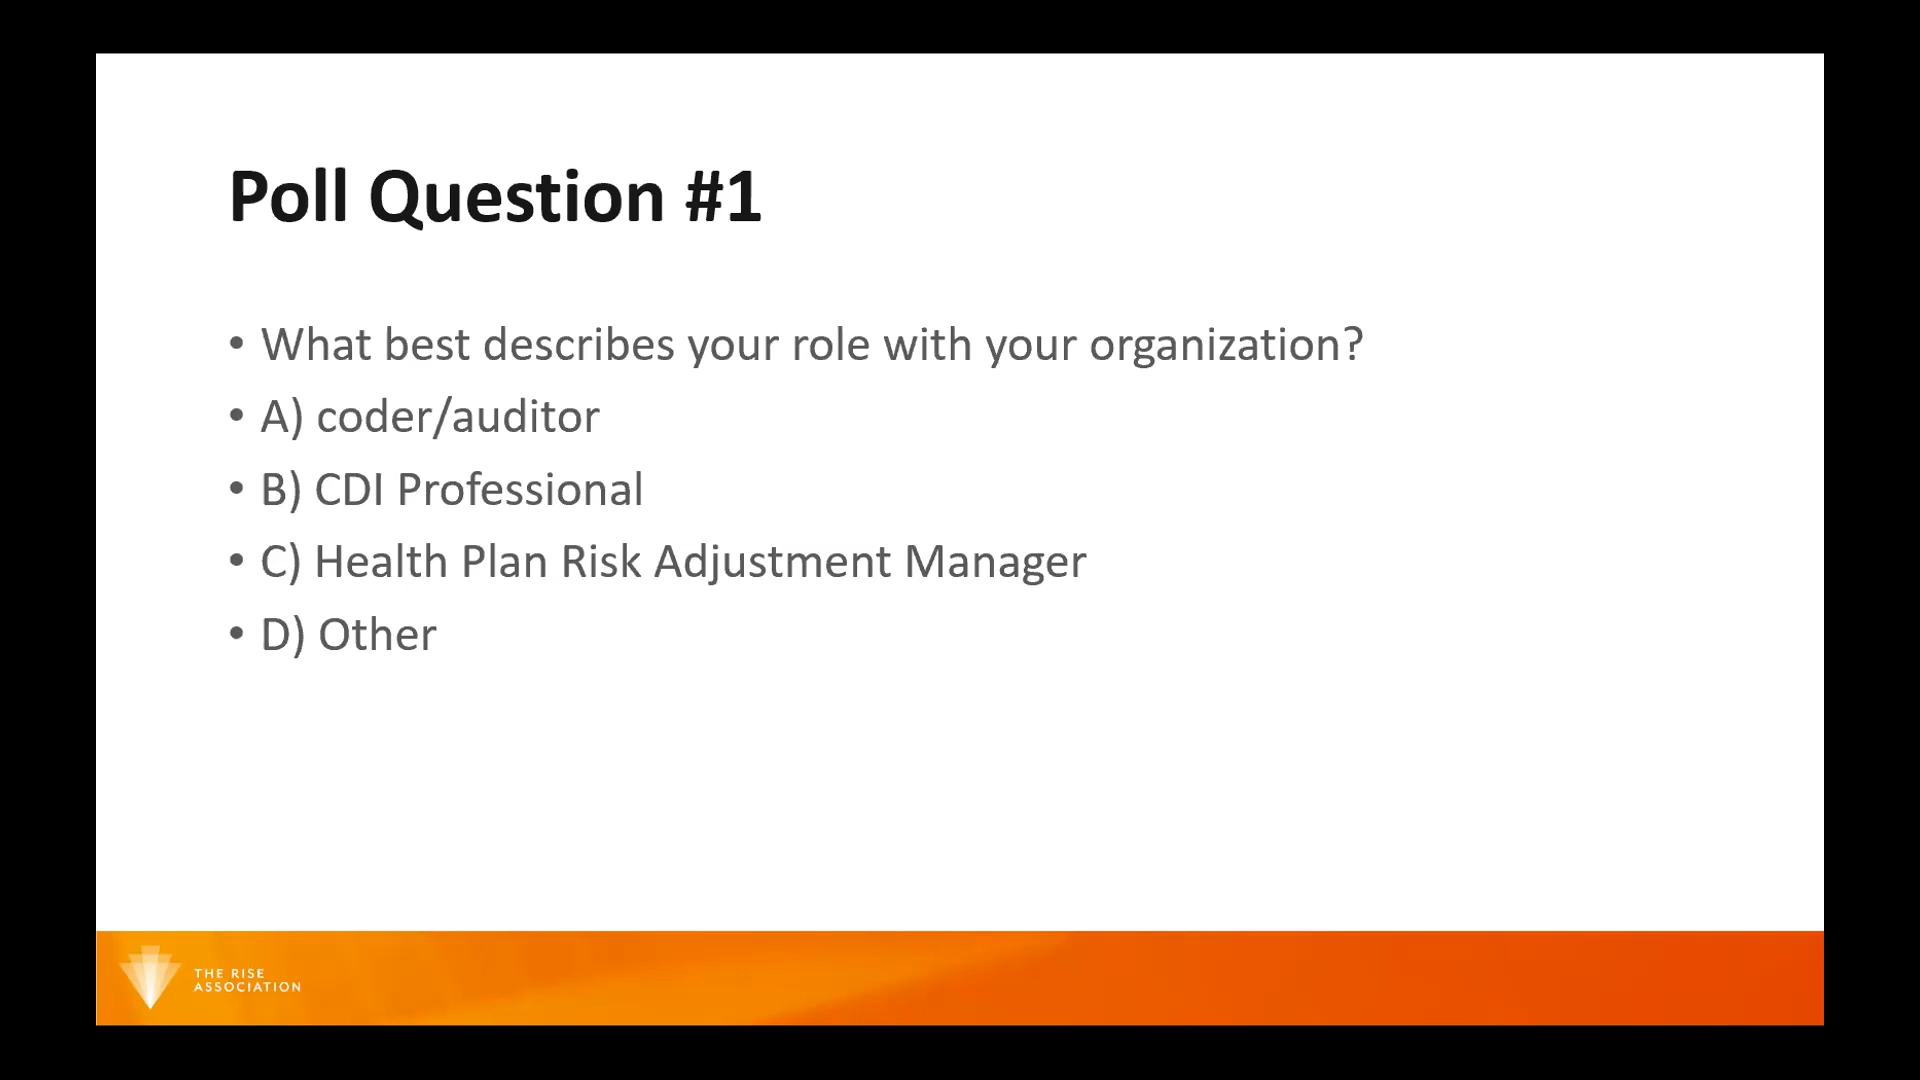 Poll Question #1
• What best describes your role with your organization?
• A) coder/auditor
• B) CDI Professional
• C) Health Plan Risk Adjustment Manager
• D) Other
THE RISE
ASSOCIATION